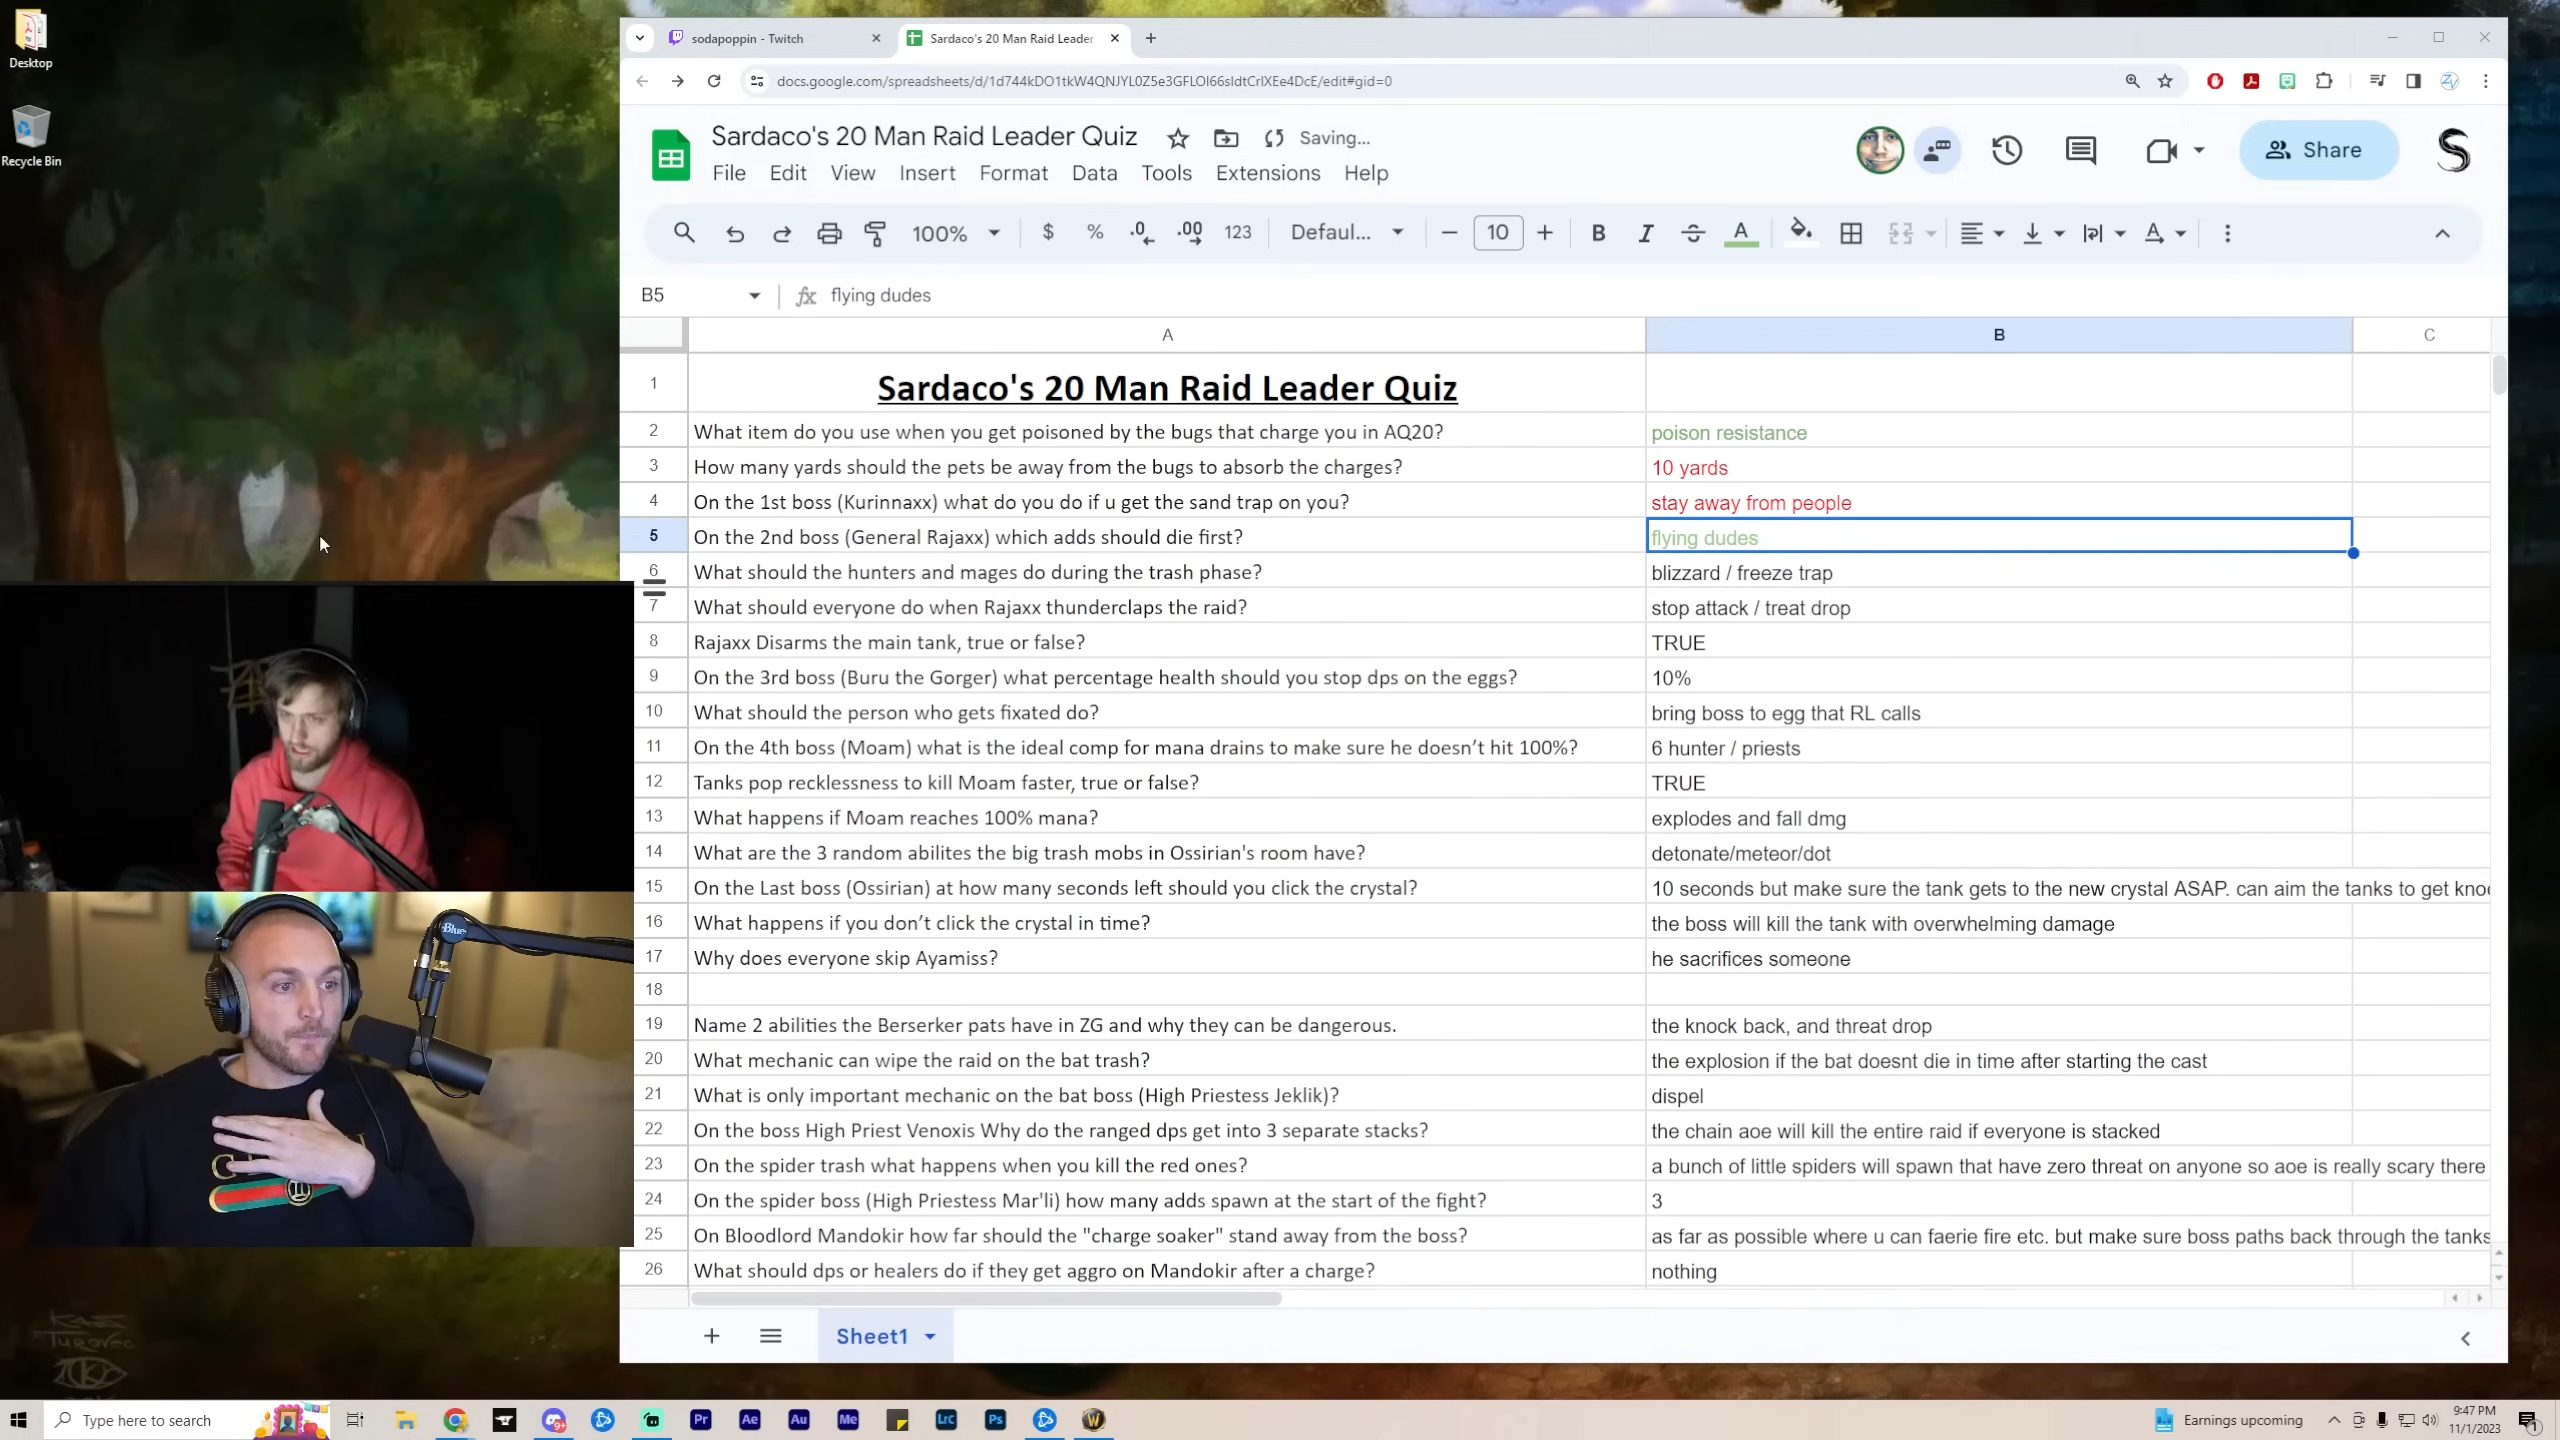 Desktop
Recycle Bin
sodapoppin - Twitch
Sardaco's 20 Man Raid Leader
docs.google.com/spreadsheets/d/1d744kDO1tkW4QNJYL0Z5e3GFLOI66sldtCrlXEe4DcE/edit#gid=0
Sardaco's 20 Man Raid Leader Quiz
Saving...
File Edit View Insert Format Data Tools Extensions Help
Share
100% $ % .0 .00 123 Defaul... 10 B I A
B5 fx flying dudes
A B C
1 Sardaco's 20 Man Raid Leader Quiz
2 What item do you use when you get poisoned by the bugs that charge you in AQ20? poison resistance
3 How many yards should the pets be away from the bugs to absorb the charges? 10 yards
4 On the 1st boss (Kurinnaxx) what do you do if u get the sand trap on you? stay away from people
5 On the 2nd boss (General Rajaxx) which adds should die first? flying dudes
6 What should the hunters and mages do during the trash phase? blizzard / freeze trap
7 What should everyone do when Rajaxx thunderclaps the raid? stop attack / treat drop
8 Rajaxx Disarms the main tank, true or false? TRUE
9 On the 3rd boss (Buru the Gorger) what percentage health should you stop dps on the eggs? 10%
10 What should the person who gets fixated do? bring boss to egg that RL calls
11 On the 4th boss (Moam) what is the ideal comp for mana drains to make sure he doesn't hit 100%? 6 hunter / priests
12 Tanks pop recklessness to kill Moam faster, true or false? TRUE
13 What happens if Moam reaches 100% mana? explodes and fall dmg
14 What are the 3 random abilites the big trash mobs in Ossirian's room have? detonate/meteor/dot
15 On the Last boss (Ossirian) at how many seconds left should you click the crystal? 10 seconds but make sure the tank gets to the new crystal ASAP. can aim the tanks to get kno
16 What happens if you don't click the crystal in time? the boss will kill the tank with overwhelming damage
17 Why does everyone skip Ayamiss? he sacrifices someone
18
19 Name 2 abilities the Berserker pats have in ZG and why they can be dangerous. the knock back, and threat drop
20 What mechanic can wipe the raid on the bat trash? the explosion if the bat doesnt die in time after starting the cast
21 What is only important mechanic on the bat boss (High Priestess Jeklik)? dispel
22 On the boss High Priest Venoxis Why do the ranged dps get into 3 separate stacks? the chain aoe will kill the entire raid if everyone is stacked
23 On the spider trash what happens when you kill the red ones? a bunch of little spiders will spawn that have zero threat on anyone so aoe is really scary there
24 On the spider boss (High Priestess Mar'li) how many adds spawn at the start of the fight? 3
25 On Bloodlord Mandokir how far should the "charge soaker" stand away from the boss? as far as possible where u can faerie fire etc. but make sure boss paths back through the tanks
26 What should dps or healers do if they get aggro on Mandokir after a charge? nothing
Sheet1
Blue
Type here to search
9+
Pr Ae Au Me LrC Ps
Earnings upcoming
9:47 PM
11/1/2023
1